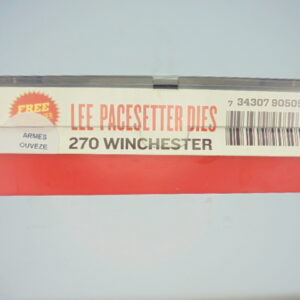 FREE
LEE PACESETTER DIES
270 WINCHESTER
ARMES
OUVEZE
7 34307 90505